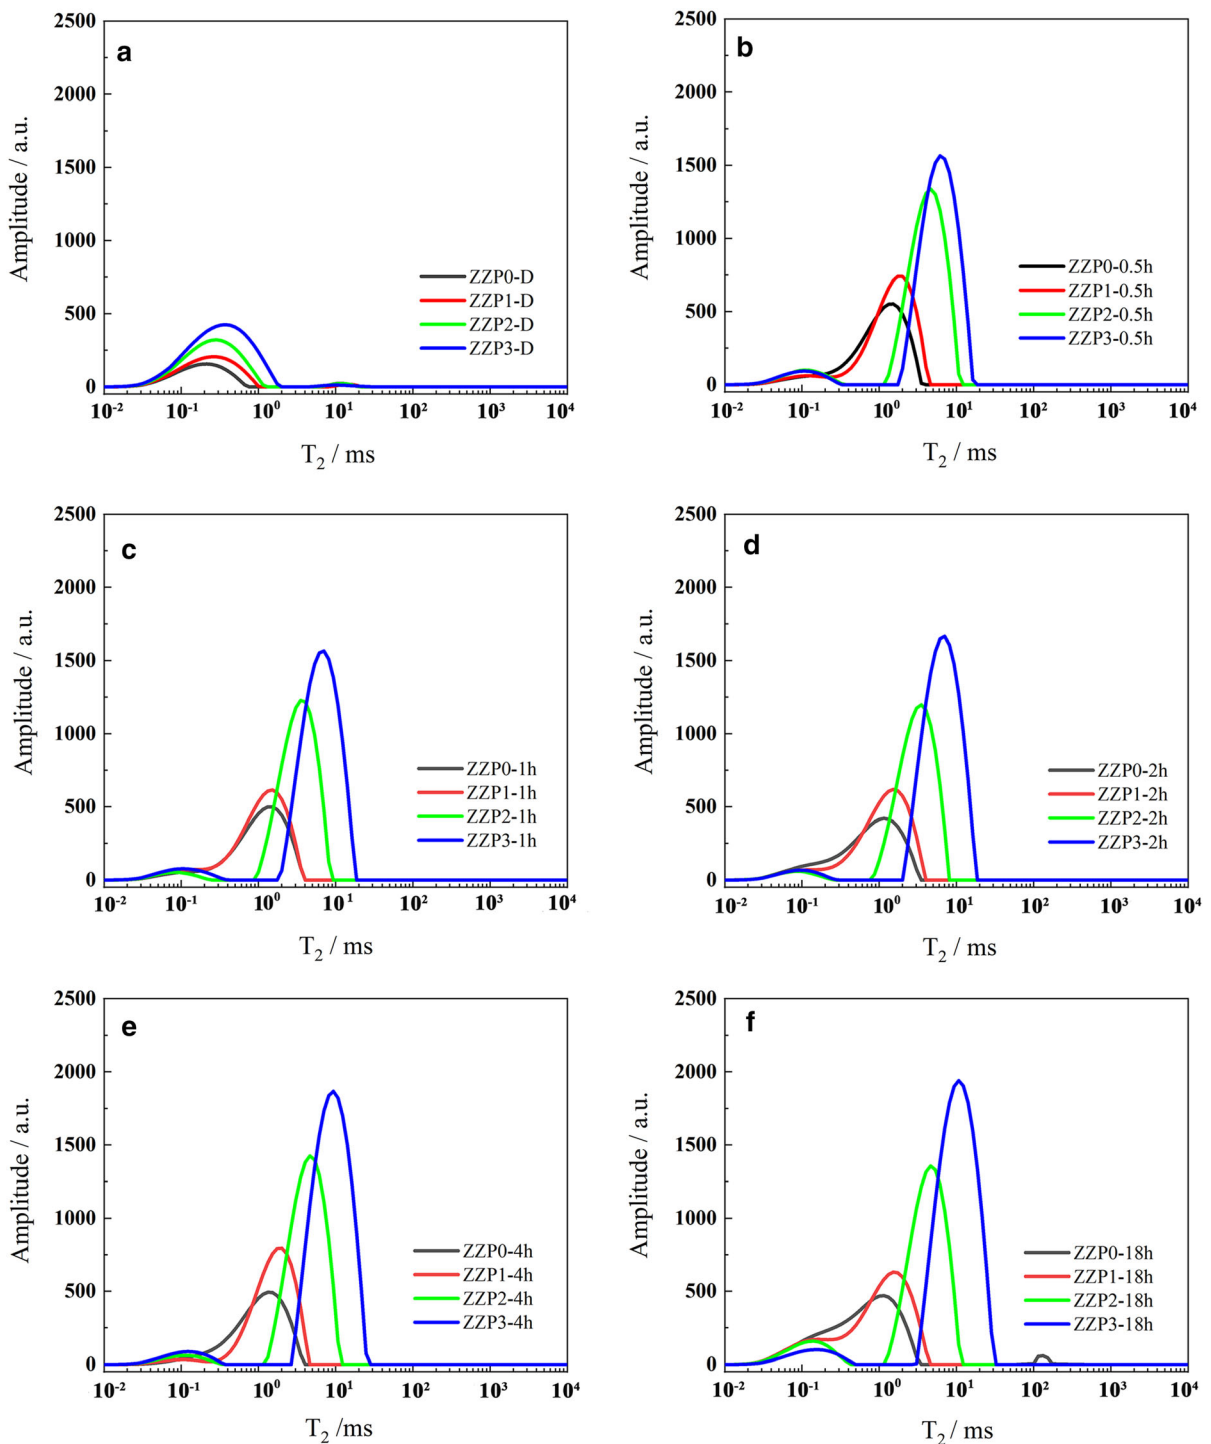 a
2500
2000
1500
1000
500
0
Amplitude / a.u.
ZZP0-D
ZZP1-D
ZZP2-D
ZZP3-D
10-2 10-1 100 101 102 103 104
T2 / ms
b
2500
2000
1500
1000
500
0
Amplitude / a.u.
ZZP0-0.5h
ZZP1-0.5h
ZZP2-0.5h
ZZP3-0.5h
10-2 10-1 100 101 102 103 104
T2 / ms
c
2500
2000
1500
1000
500
0
Amplitude / a.u.
ZZP0-1h
ZZP1-1h
ZZP2-1h
ZZP3-1h
10-2 10-1 100 101 102 103 104
T2 / ms
d
2500
2000
1500
1000
500
0
Amplitude / a.u.
ZZP0-2h
ZZP1-2h
ZZP2-2h
ZZP3-2h
10-2 10-1 100 101 102 103 104
T2 / ms
e
2500
2000
1500
1000
500
0
Amplitude / a.u.
ZZP0-4h
ZZP1-4h
ZZP2-4h
ZZP3-4h
10-2 10-1 100 101 102 103 104
T2 /ms
f
2500
2000
1500
1000
500
0
Amplitude / a.u.
ZZP0-18h
ZZP1-18h
ZZP2-18h
ZZP3-18h
10-2 10-1 100 101 102 103 104
T2 / ms